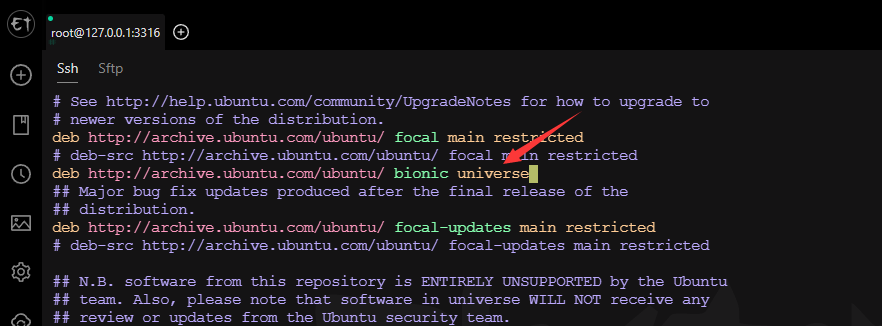 root@127.0.0.1:3316
Ssh Sftp
# See http://help.ubuntu.com/community/UpgradeNotes for how to upgrade to
# newer versions of the distribution.
deb http://archive.ubuntu.com/ubuntu/ focal main restricted
# deb-src http://archive.ubuntu.com/ubuntu/ focal main restricted
deb http://archive.ubuntu.com/ubuntu/ bionic universe
## Major bug fix updates produced after the final release of the
## distribution.
deb http://archive.ubuntu.com/ubuntu/ focal-updates main restricted
# deb-src http://archive.ubuntu.com/ubuntu/ focal-updates main restricted
## N.B. software from this repository is ENTIRELY UNSUPPORTED by the Ubuntu
## team. Also, please note that software in universe WILL NOT receive any
## review or updates from the Ubuntu security team.